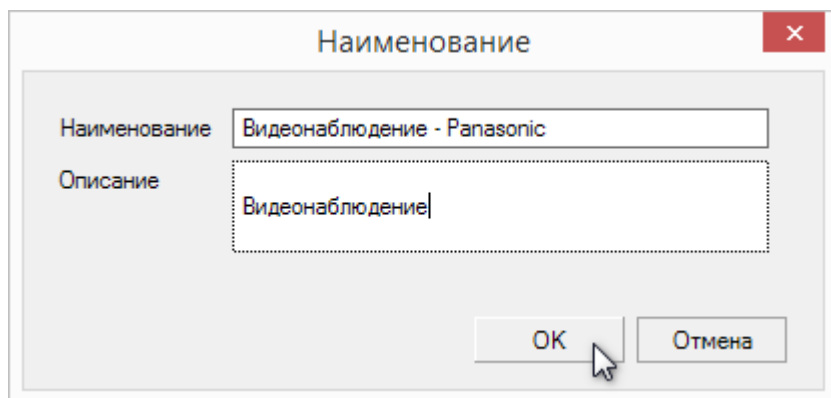 Наименование
Наименование Видеонаблюдение - Panasonic
Описание
Видеонаблюдение
OK Отмена